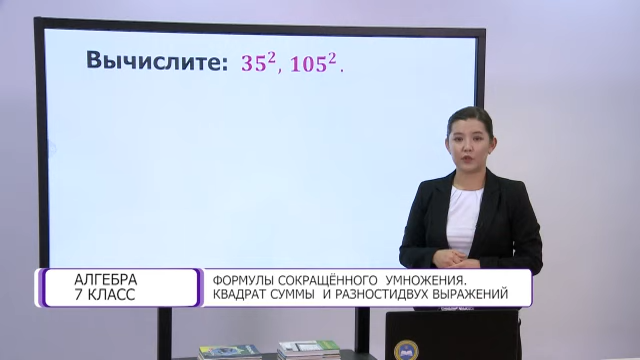 Вычислите: 35², 105².
АЛГЕБРА
7 КЛАСС
ФОРМУЛЫ СОКРАЩЁННОГО УМНОЖЕНИЯ.
КВАДРАТ СУММЫ И РАЗНОСТИДВУХ ВЫРАЖЕНИЙ